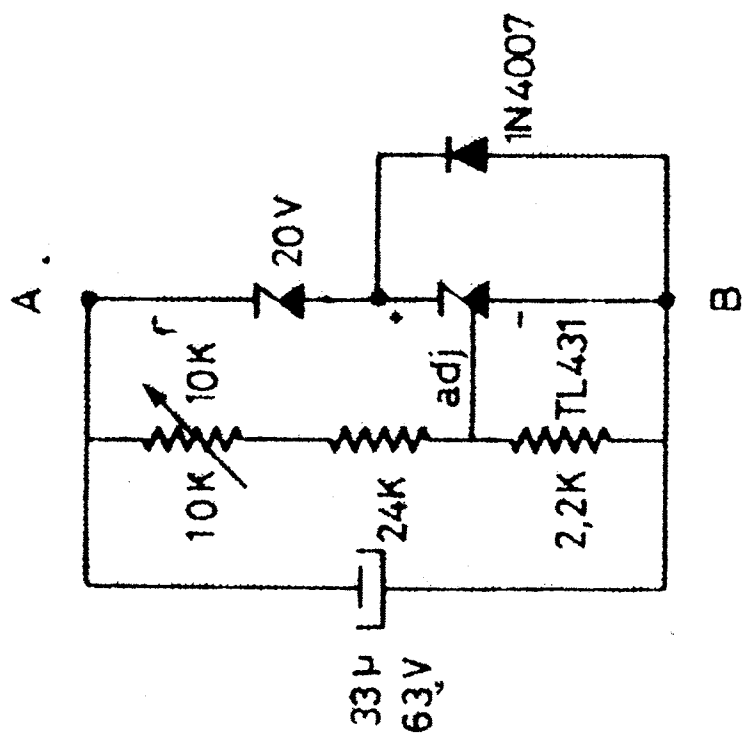 A
1N4007
20V
10K
10K
r
+
adj
-
TL431
24K
2,2K
33μ
63V
B